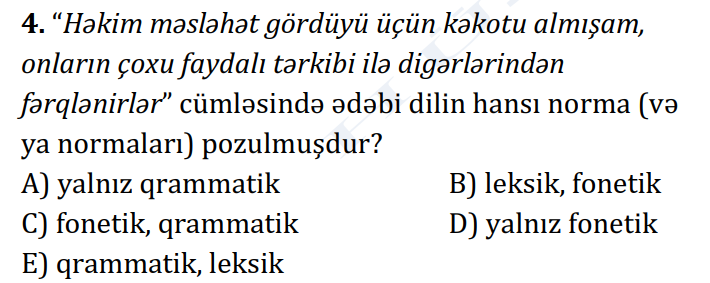 4. “Həkim məsləhət gördüyü üçün kəkotu almışam,
onların çoxu faydalı tərkibi ilə digərlərindən
fərqlənirlər” cümləsində ədəbi dilin hansı norma (və
ya normaları) pozulmuşdur?
A) yalnız qrammatik B) leksik, fonetik
C) fonetik, qrammatik D) yalnız fonetik
E) qrammatik, leksik